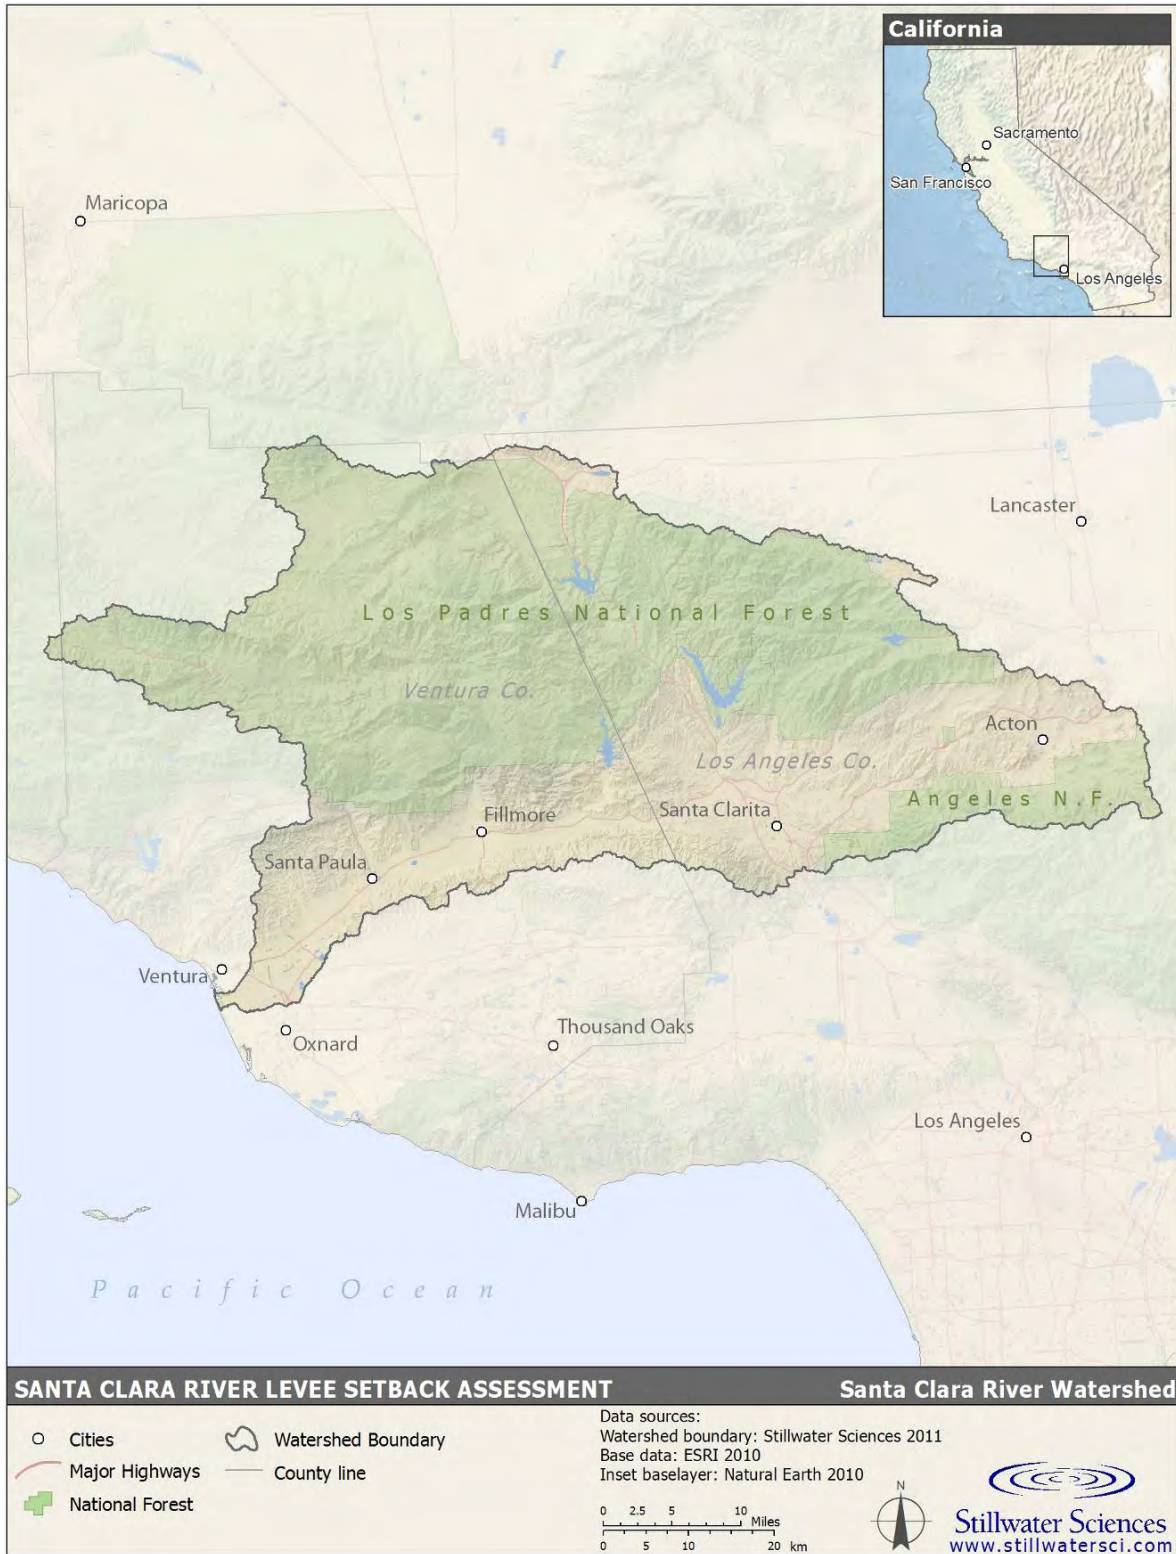 California
Sacramento
San Francisco
Los Angeles
Maricopa
Lancaster
Los Padres National Forest
Ventura Co.
Acton
Los Angeles Co.
Angeles N.F.
Fillmore
Santa Clarita
Santa Paula
Ventura
Oxnard
Thousand Oaks
Los Angeles
Malibu
Pacific Ocean
SANTA CLARA RIVER LEVEE SETBACK ASSESSMENT
Santa Clara River Watershed
Cities
Watershed Boundary
Major Highways
County line
National Forest
Data sources:
Watershed boundary: Stillwater Sciences 2011
Base data: ESRI 2010
Inset baselayer: Natural Earth 2010
0 2.5 5 10 Miles
0 5 10 20 km
N
Stillwater Sciences
www.stillwatersci.com